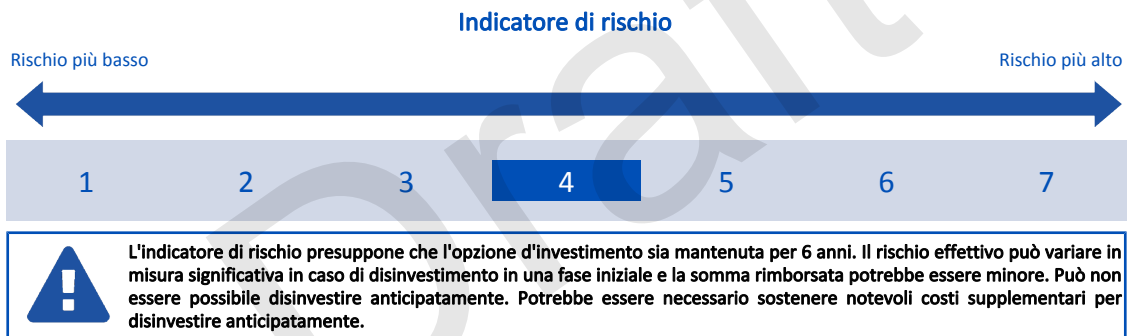 Indicatore di rischio
Rischio più basso
Rischio più alto
1 2 3 4 5 6 7
L'indicatore di rischio presuppone che l'opzione d'investimento sia mantenuta per 6 anni. Il rischio effettivo può variare in
misura significativa in caso di disinvestimento in una fase iniziale e la somma rimborsata potrebbe essere minore. Può non
essere possibile disinvestire anticipatamente. Potrebbe essere necessario sostenere notevoli costi supplementari per
disinvestire anticipatamente.
Draft